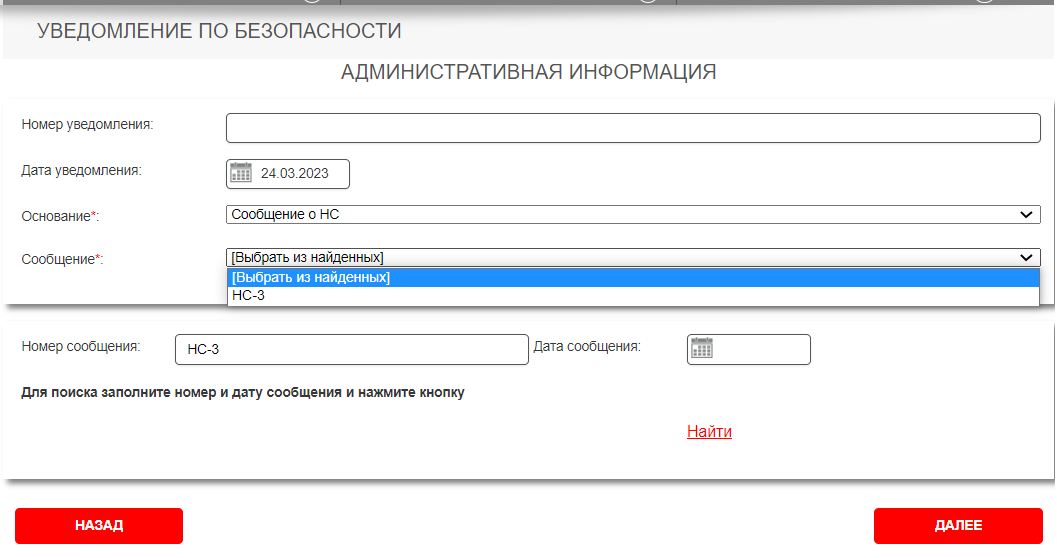 УВЕДОМЛЕНИЕ ПО БЕЗОПАСНОСТИ
АДМИНИСТРАТИВНАЯ ИНФОРМАЦИЯ
Номер уведомления:
Дата уведомления: 24.03.2023
Основание*: Сообщение о НС
Сообщение*: [Выбрать из найденных]
[Выбрать из найденных]
НС-3
Номер сообщения: НС-3 Дата сообщения:
Для поиска заполните номер и дату сообщения и нажмите кнопку
Найти
НАЗАД ДАЛЕЕ